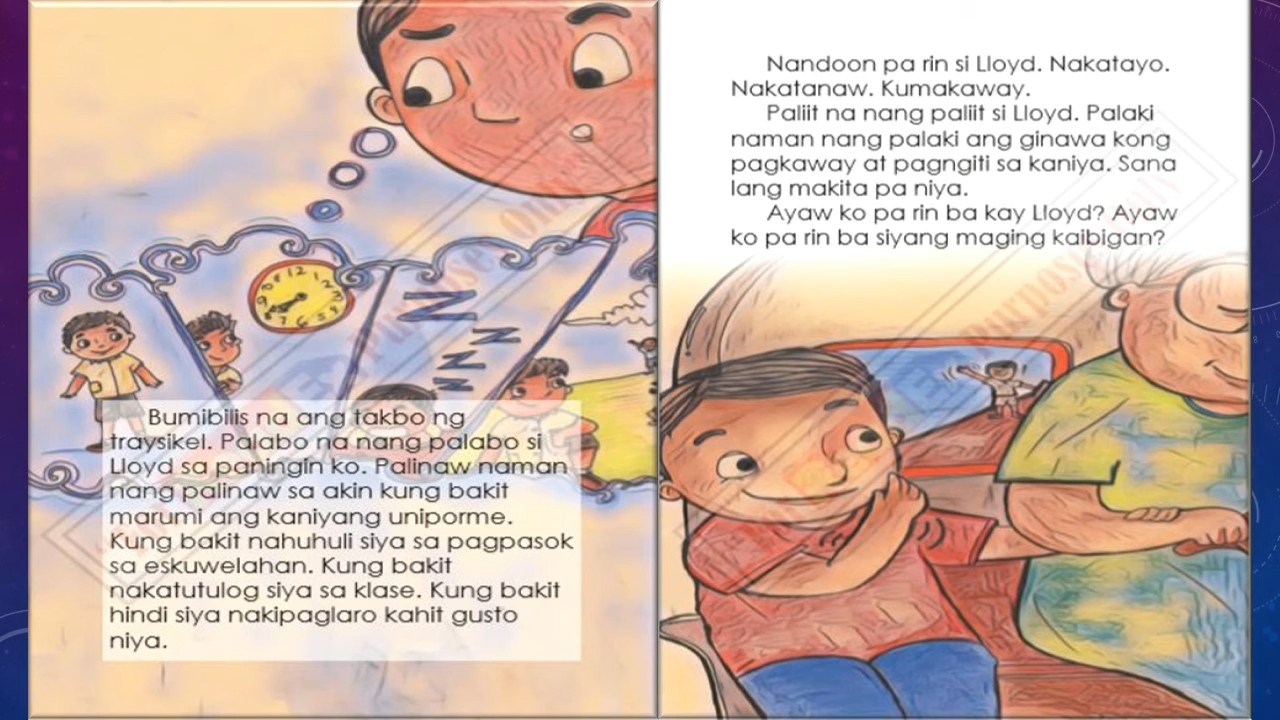 Bumibilis na ang takbo ng
traysikel. Palabo na nang palabo si
Lloyd sa paningin ko. Palinaw naman
nang palinaw sa akin kung bakit
marumi ang kaniyang uniporme.
Kung bakit nahuhuli siya sa pagpasok
sa eskuwelahan. Kung bakit
nakatutulog siya sa klase. Kung bakit
hindi siya nakipaglaro kahit gusto
niya.
Nandoon pa rin si Lloyd. Nakatayo.
Nakatanaw. Kumakaway.
Paliit na nang paliit si Lloyd. Palaki
naman nang palaki ang ginawa kong
pagkaway at pagngiti sa kaniya. Sana
lang makita pa niya.
Ayaw ko pa rin ba kay Lloyd? Ayaw
ko pa rin ba siyang maging kaibigan?